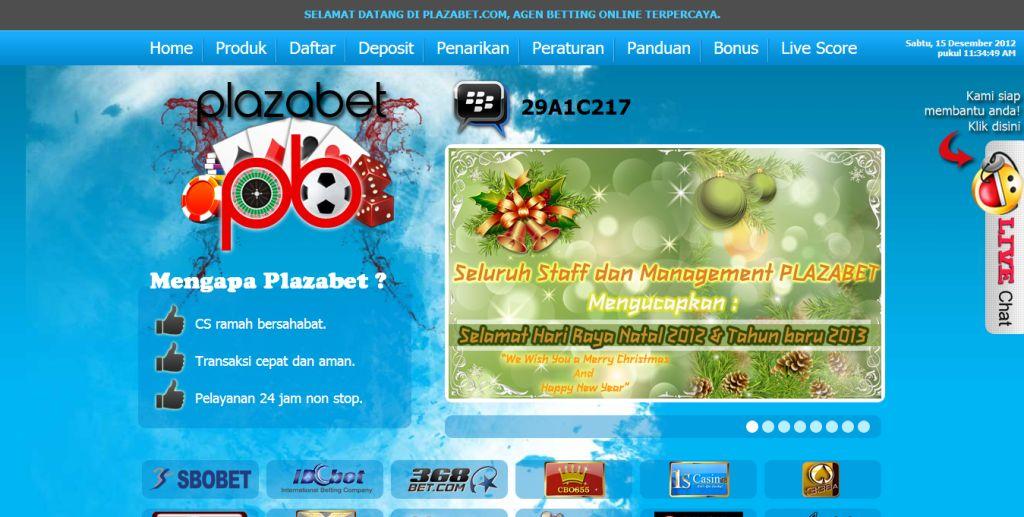 SELAMAT DATANG DI PLAZABET.COM, AGEN BETTING ONLINE TERPERCAYA.
Home Produk Daftar Deposit Penarikan Peraturan Panduan Bonus Live Score
Sabtu, 15 Desember 2012
pukul 11:34:49 AM
plazabet
pb
29A1C217
Kami siap
membantu anda!
Klik disini
LIVE Chat
Seluruh Staff dan Management PLAZABET
Mengucapkan :
Selamat Hari Raya Natal 2012 & Tahun baru 2013
"We Wish You a Merry Christmas
And
Happy New Year"
Mengapa Plazabet ?
CS ramah bersahabat.
Transaksi cepat dan aman.
Pelayanan 24 jam non stop.
SBOBET
International Betting Company
368
BET.COM
CBO855
1S Casino